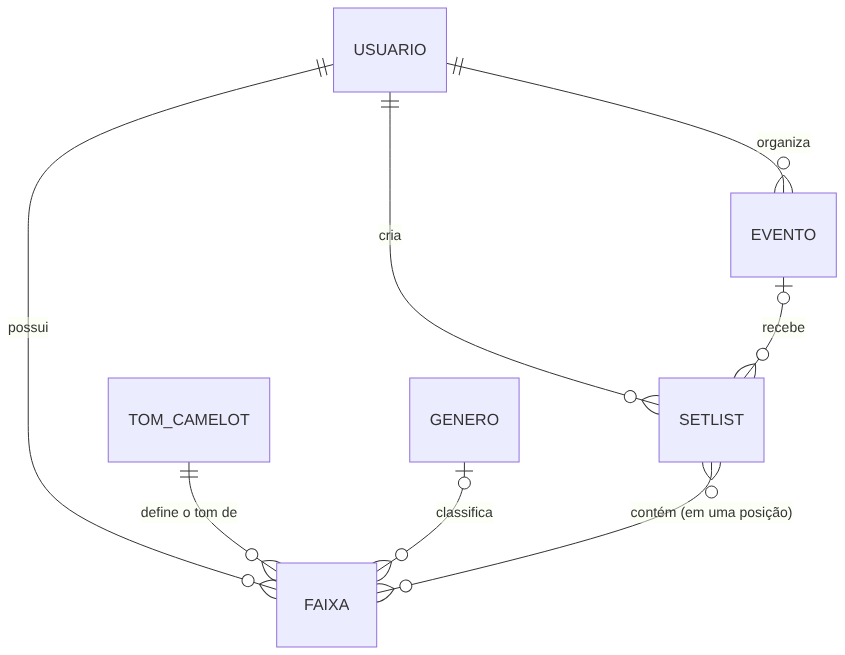 USUARIO
organiza
EVENTO
cria
possui
recebe
TOM_CAMELOT
GENERO
SETLIST
define o tom de
classifica
contém (em uma posição)
FAIXA